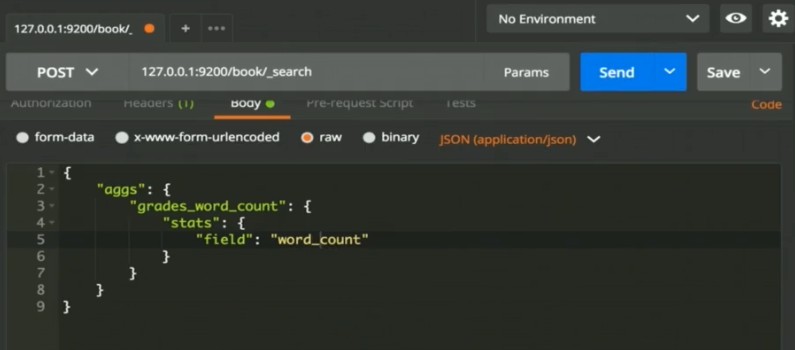 127.0.0.1:9200/book/_
+
•••
No Environment
POST
127.0.0.1:9200/book/_search
Params
Send
Save
Authorization Headers (1) Body Pre-request Script Tests
Code
form-data x-www-form-urlencoded raw binary JSON (application/json)
1 {
2 "aggs": {
3 "grades_word_count": {
4 "stats": {
5 "field": "word_count"
6 }
7 }
8 }
9 }